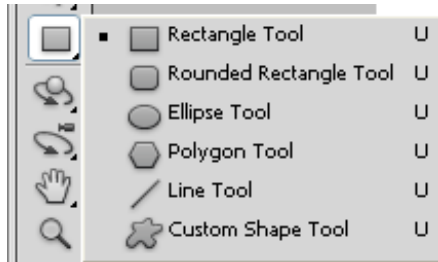 Rectangle Tool U
Rounded Rectangle Tool U
Ellipse Tool U
Polygon Tool U
Line Tool U
Custom Shape Tool U